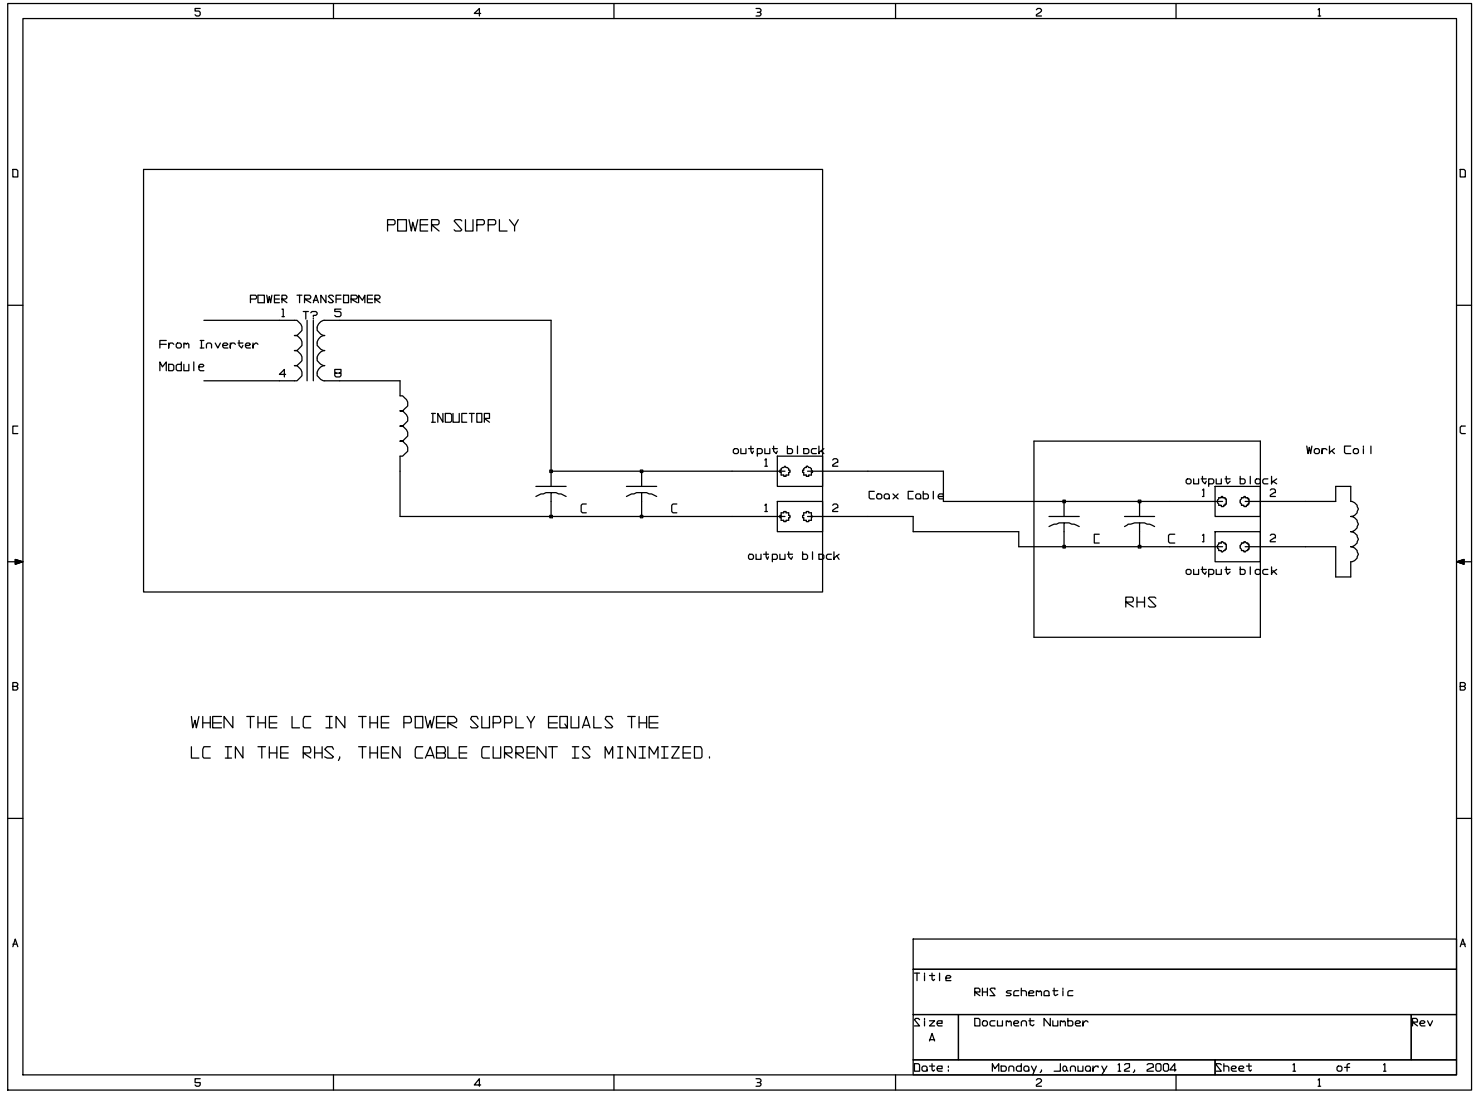 5 4 3 2 1
D D
POWER SUPPLY
POWER TRANSFORMER
1 T? 5
From Inverter
Module
4 8
INDUCTOR
C C
output block
1 2
Coax Cable
C C
1 2
output block
Work Coil
output block
1 2
C C
1 2
output block
RHS
B B
WHEN THE LC IN THE POWER SUPPLY EQUALS THE
LC IN THE RHS, THEN CABLE CURRENT IS MINIMIZED.
A A
Title
RHS schematic
Size Document Number Rev
A
Date: Monday, January 12, 2004 Sheet 1 of 1
5 4 3 2 1